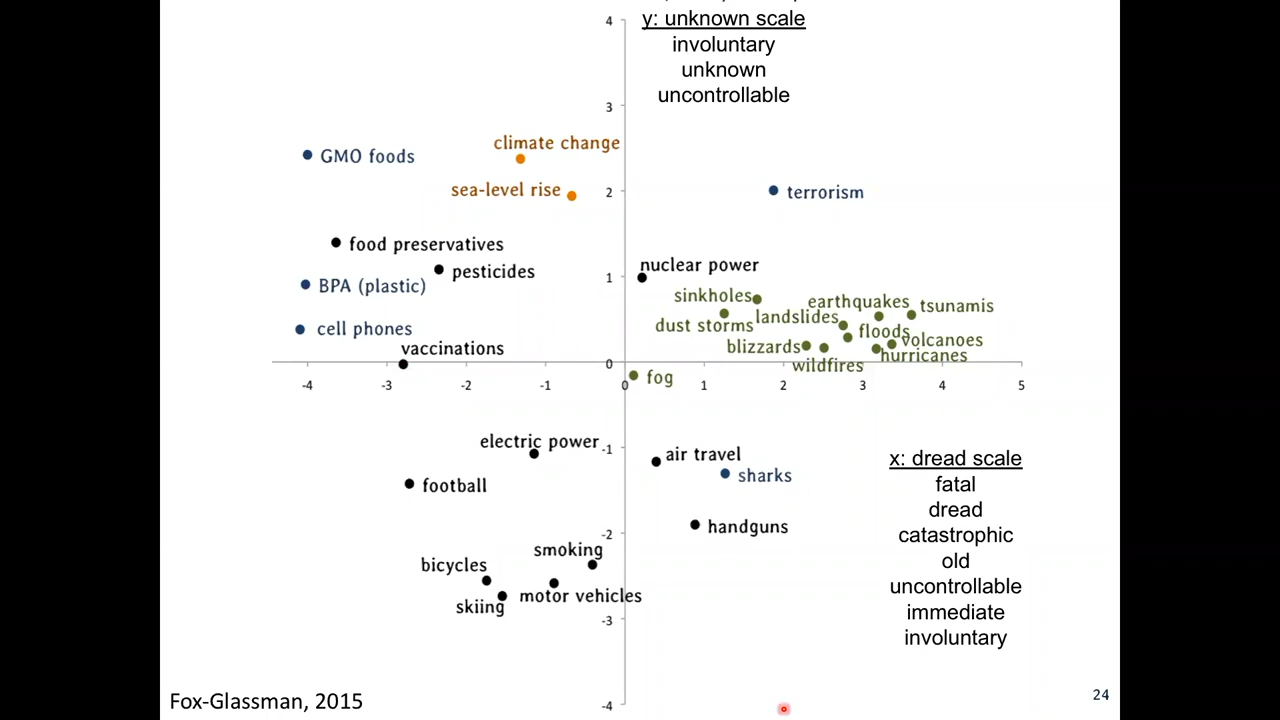 4
y: unknown scale
involuntary
unknown
uncontrollable
3
climate change
GMO foods
sea-level rise
2
terrorism
food preservatives
pesticides
nuclear power
1
BPA (plastic)
sinkholes
earthquakes
tsunamis
landslides
dust storms
cell phones
floods
volcanoes
blizzards
vaccinations
hurricanes
wildfires
0
fog
-4
-3
-2
-1
0
1
2
3
4
5
electric power
-1
air travel
x: dread scale
sharks
fatal
football
dread
handguns
catastrophic
-2
smoking
old
bicycles
uncontrollable
motor vehicles
skiing
immediate
-3
involuntary
Fox-Glassman, 2015
24
-4